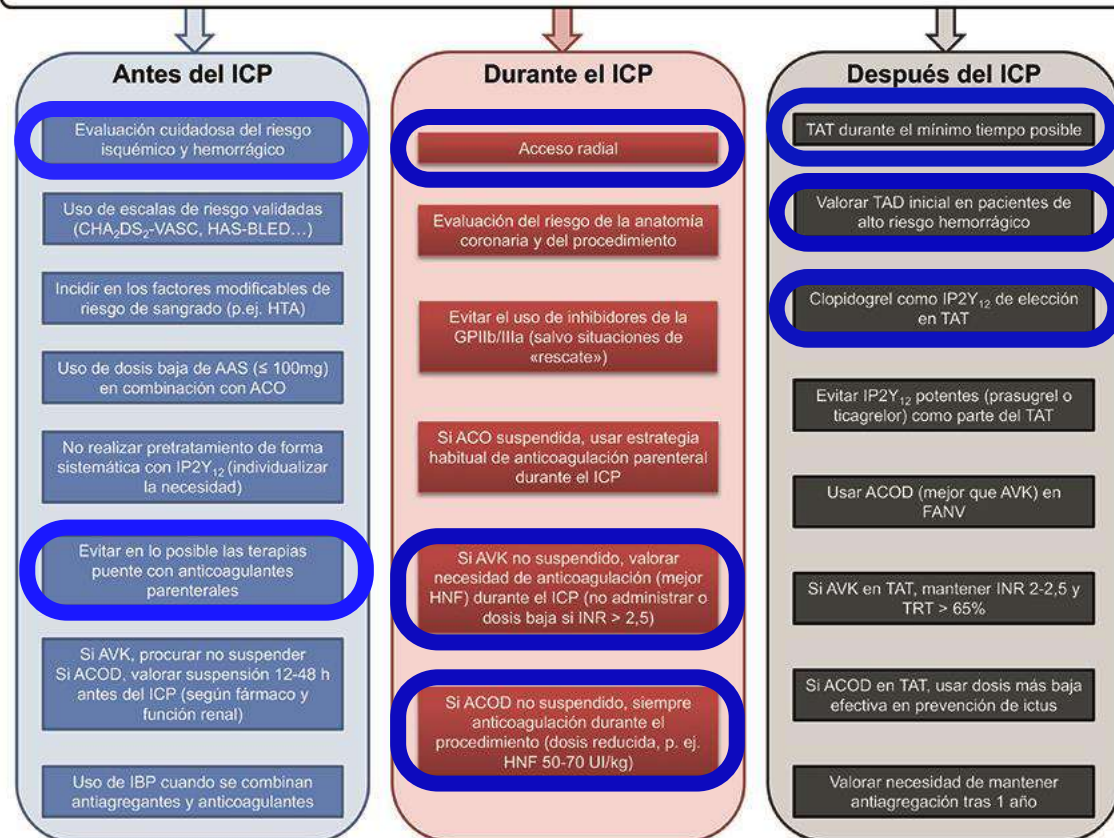 Antes del ICP
Evaluación cuidadosa del riesgo
isquémico y hemorrágico
Uso de escalas de riesgo validadas
(CHA₂DS₂-VASC, HAS-BLED…)
Incidir en los factores modificables de
riesgo de sangrado (p.ej. HTA)
Uso de dosis baja de AAS (≤ 100mg)
en combinación con ACO
No realizar pretratamiento de forma
sistemática con IP2Y₁₂ (individualizar
la necesidad)
Evitar en lo posible las terapias
puente con anticoagulantes
parenterales
Si AVK, procurar no suspender
Si ACOD, valorar suspensión 12-48 h
antes del ICP (según fármaco y
función renal)
Uso de IBP cuando se combinan
antiagregantes y anticoagulantes
Durante el ICP
Acceso radial
Evaluación del riesgo de la anatomía
coronaria y del procedimiento
Evitar el uso de inhibidores de la
GPIIb/IIIa (salvo situaciones de
«rescate»)
Si ACO suspendida, usar estrategia
habitual de anticoagulación parenteral
durante el ICP
Si AVK no suspendido, valorar
necesidad de anticoagulación (mejor
HNF) durante el ICP (no administrar o
dosis baja si INR > 2,5)
Si ACOD no suspendido, siempre
anticoagulación durante el
procedimiento (dosis reducida, p. ej.
HNF 50-70 UI/kg)
Después del ICP
TAT durante el mínimo tiempo posible
Valorar TAD inicial en pacientes de
alto riesgo hemorrágico
Clopidogrel como IP2Y₁₂ de elección
en TAT
Evitar IP2Y₁₂ potentes (prasugrel o
ticagrelor) como parte del TAT
Usar ACOD (mejor que AVK) en
FANV
Si AVK en TAT, mantener INR 2-2,5 y
TRT > 65%
Si ACOD en TAT, usar dosis más baja
efectiva en prevención de ictus
Valorar necesidad de mantener
antiagregación tras 1 año